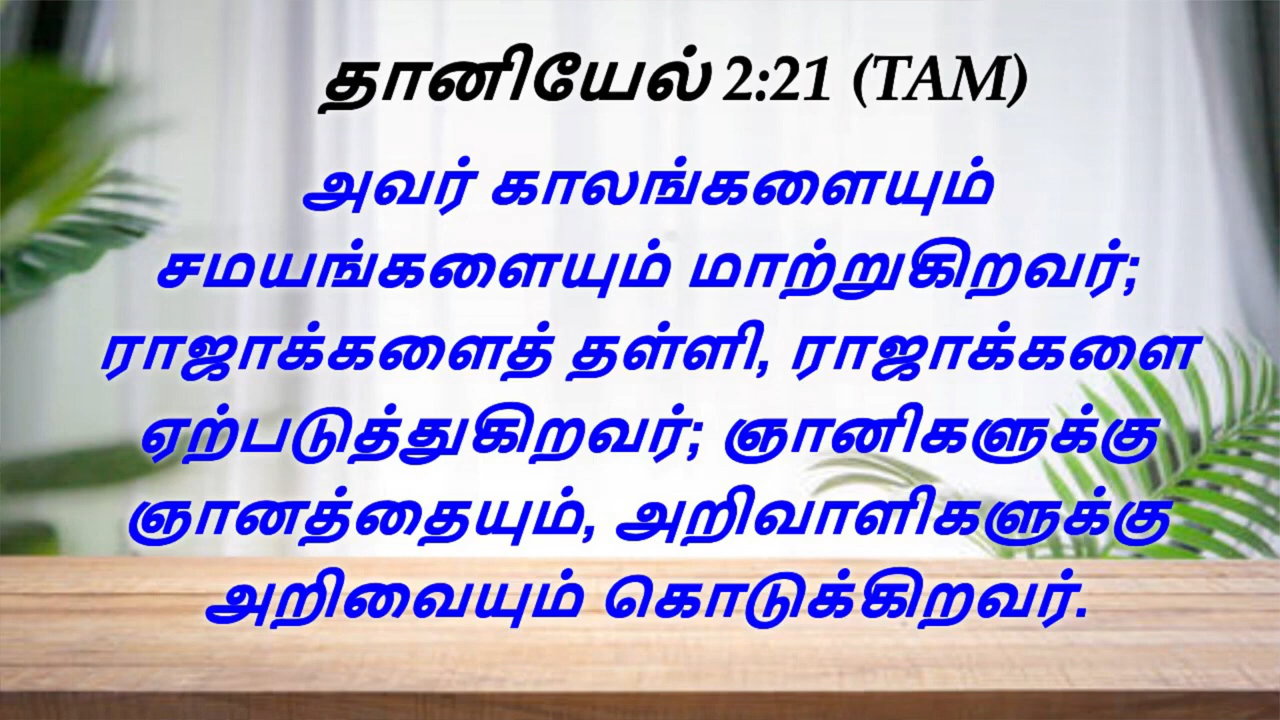 தானியேல் 2:21 (TAM)
அவர் காலங்களையும்
சமயங்களையும் மாற்றுகிறவர்;
ராஜாக்களைத் தள்ளி, ராஜாக்களை
ஏற்படுத்துகிறவர்; ஞானிகளுக்கு
ஞானத்தையும், அறிவாளிகளுக்கு
அறிவையும் கொடுக்கிறவர்.